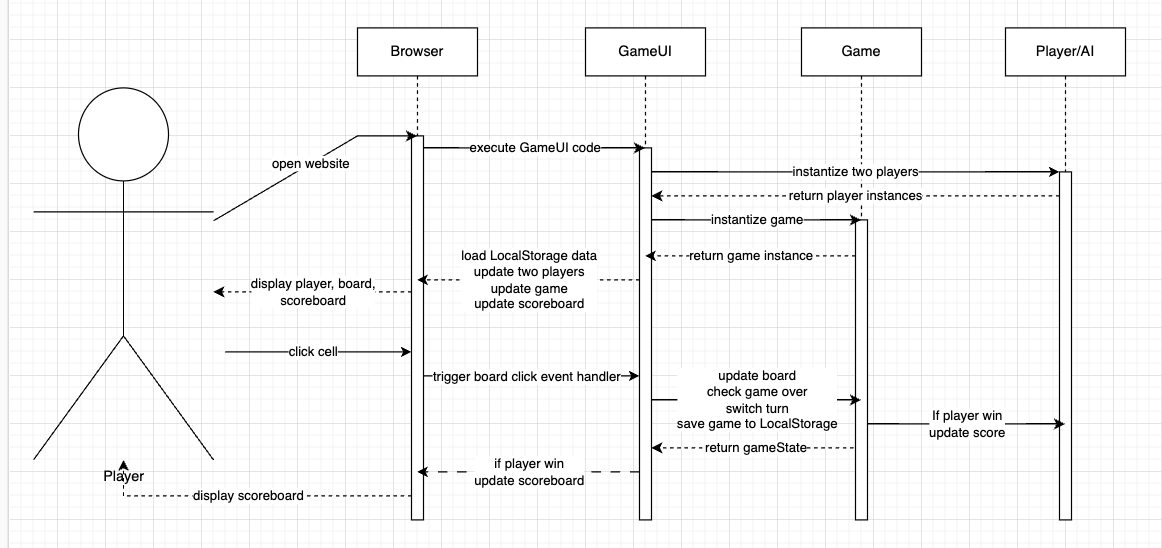 Browser
GameUI
Game
Player/AI
open website
execute GameUI code
instantize two players
return player instances
instantize game
return game instance
load LocalStorage data
update two players
update game
update scoreboard
display player, board,
scoreboard
click cell
trigger board click event handler
update board
check game over
switch turn
save game to LocalStorage
If player win
update score
return gameState
if player win
update scoreboard
Player
display scoreboard